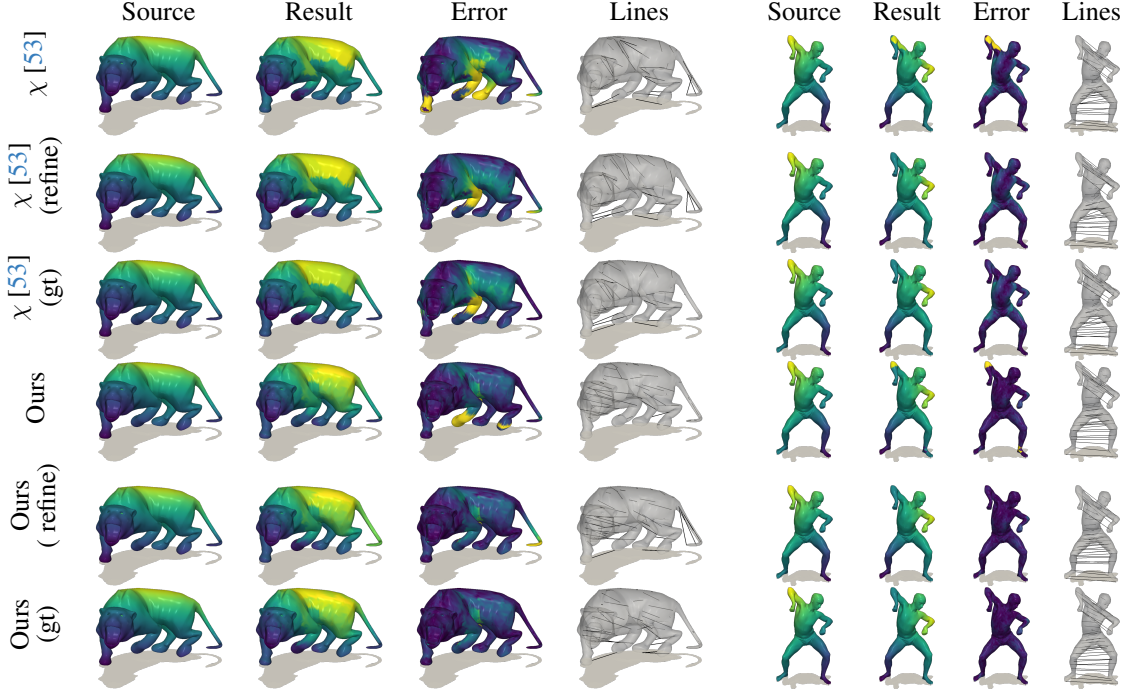 Source Result Error Lines Source Result Error Lines
χ [53]
χ [53]
(refine)
χ [53]
(gt)
Ours
Ours
( refine)
Ours
(gt)